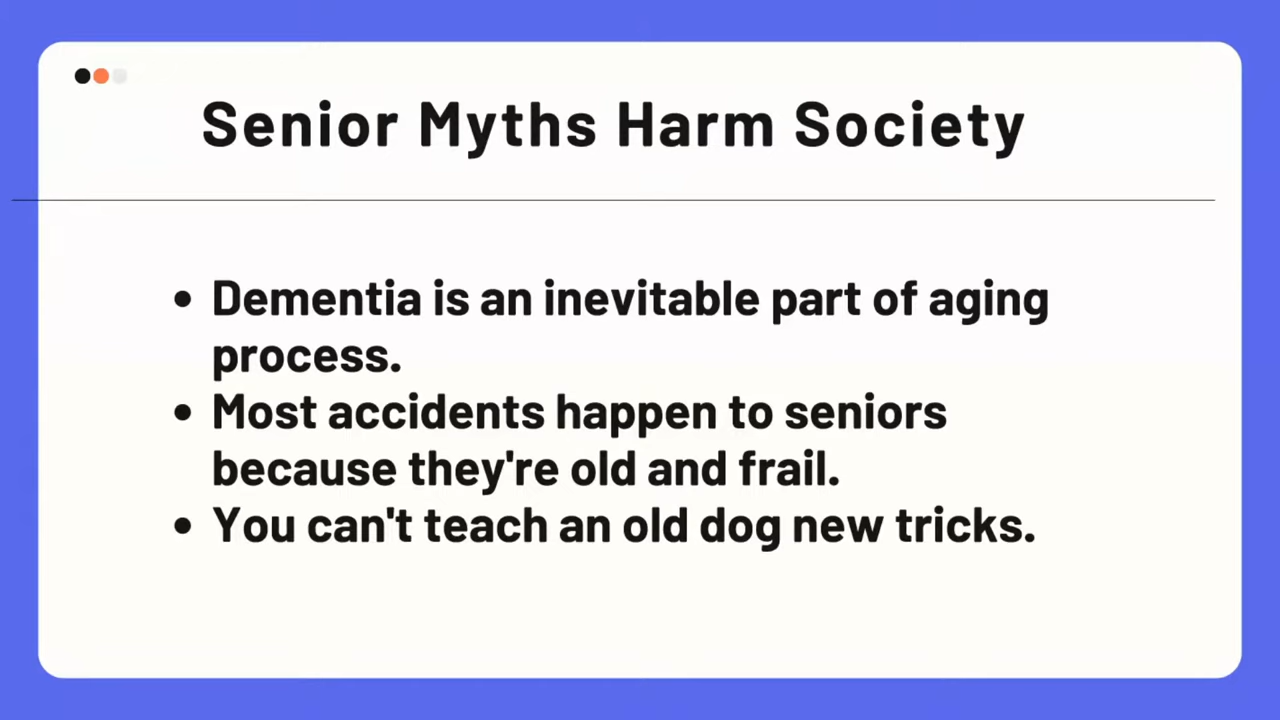 Senior Myths Harm Society
• Dementia is an inevitable part of aging
process.
• Most accidents happen to seniors
because they're old and frail.
• You can't teach an old dog new tricks.